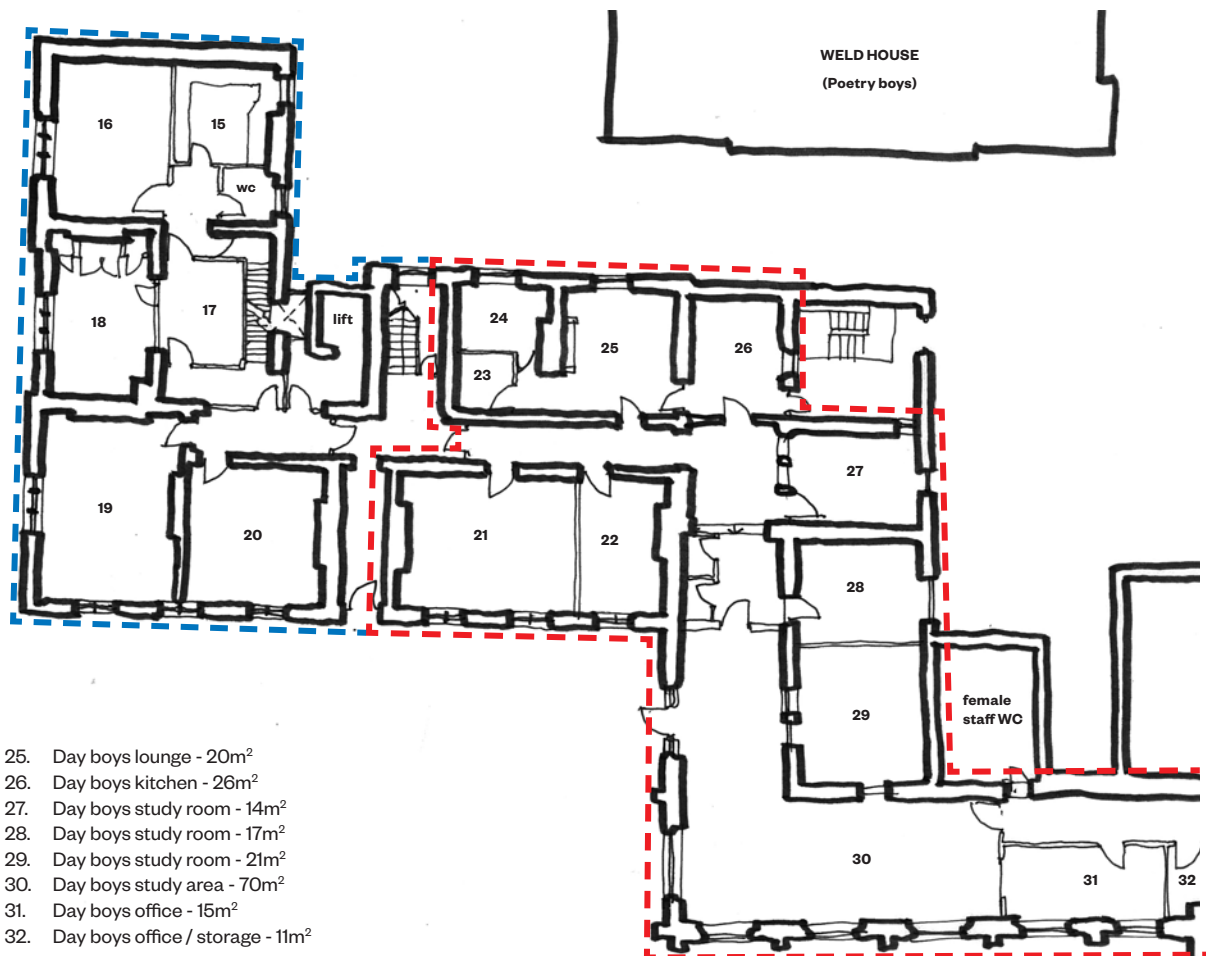 WELD HOUSE
(Poetry boys)
16
15
wc
18
17
lift
24
23
25
26
27
19
20
21
22
28
29
female
staff WC
30
31
32
25. Day boys lounge - 20m²
26. Day boys kitchen - 26m²
27. Day boys study room - 14m²
28. Day boys study room - 17m²
29. Day boys study room - 21m²
30. Day boys study area - 70m²
31. Day boys office - 15m²
32. Day boys office / storage - 11m²